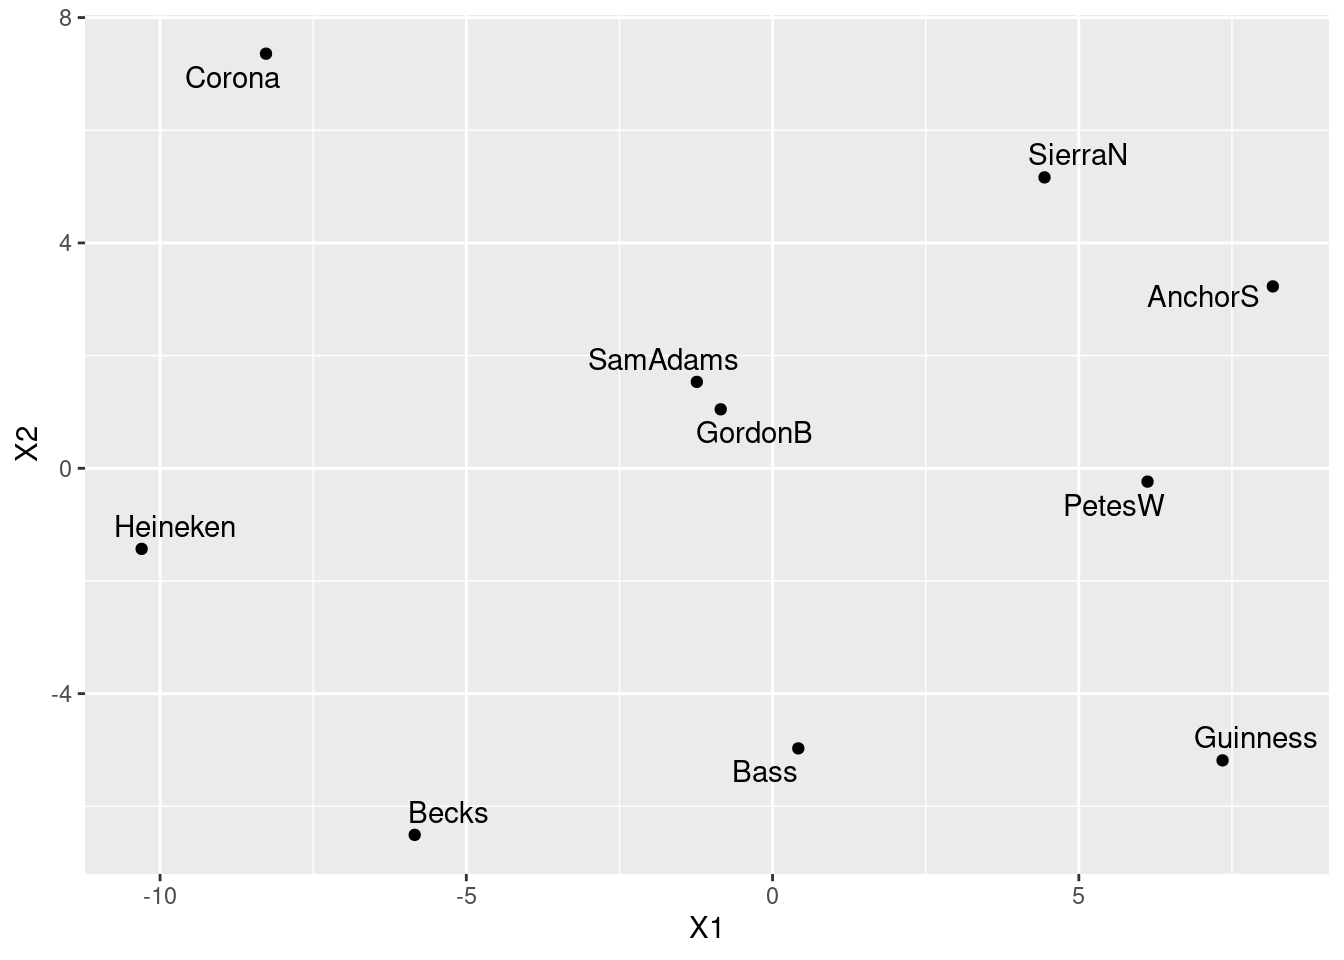 8
Corona
SierraN
4
AnchorS
SamAdams
GordonB
X2
0
PetesW
Heineken
-4
Guinness
Bass
Becks
-10
-5
0
5
X1